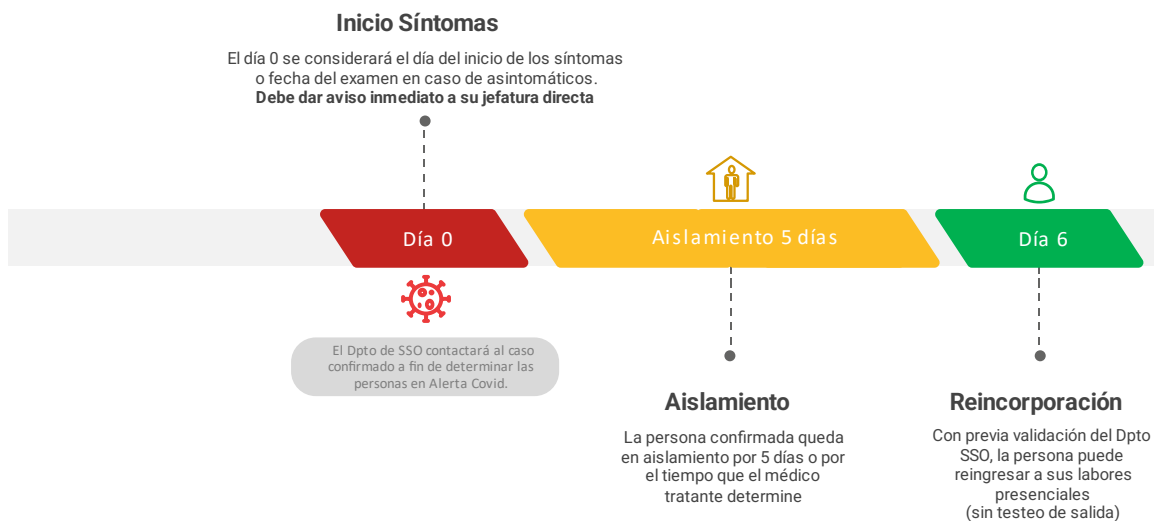 Inicio Síntomas
El día 0 se considerará el día del inicio de los síntomas
o fecha del examen en caso de asintomáticos.
Debe dar aviso inmediato a su jefatura directa
Día 0
Aislamiento 5 días
Día 6
El Dpto de SSO contactará al caso
confirmado a fin de determinar las
personas en Alerta Covid.
Aislamiento
La persona confirmada queda
en aislamiento por 5 días o por
el tiempo que el médico
tratante determine
Reincorporación
Con previa validación del Dpto
SSO, la persona puede
reingresar a sus labores
presenciales
(sin testeo de salida)